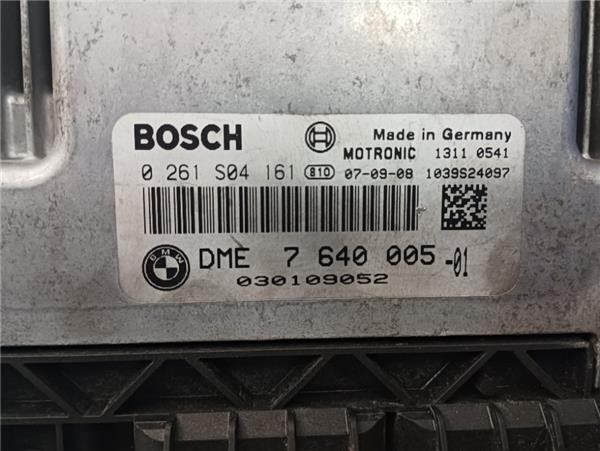 BOSCH
Made in Germany
MOTRONIC 1311 0541
0 261 S04 161 810 07-09-08 1039S24097
BMW DME 7 640 005 -01
030109052